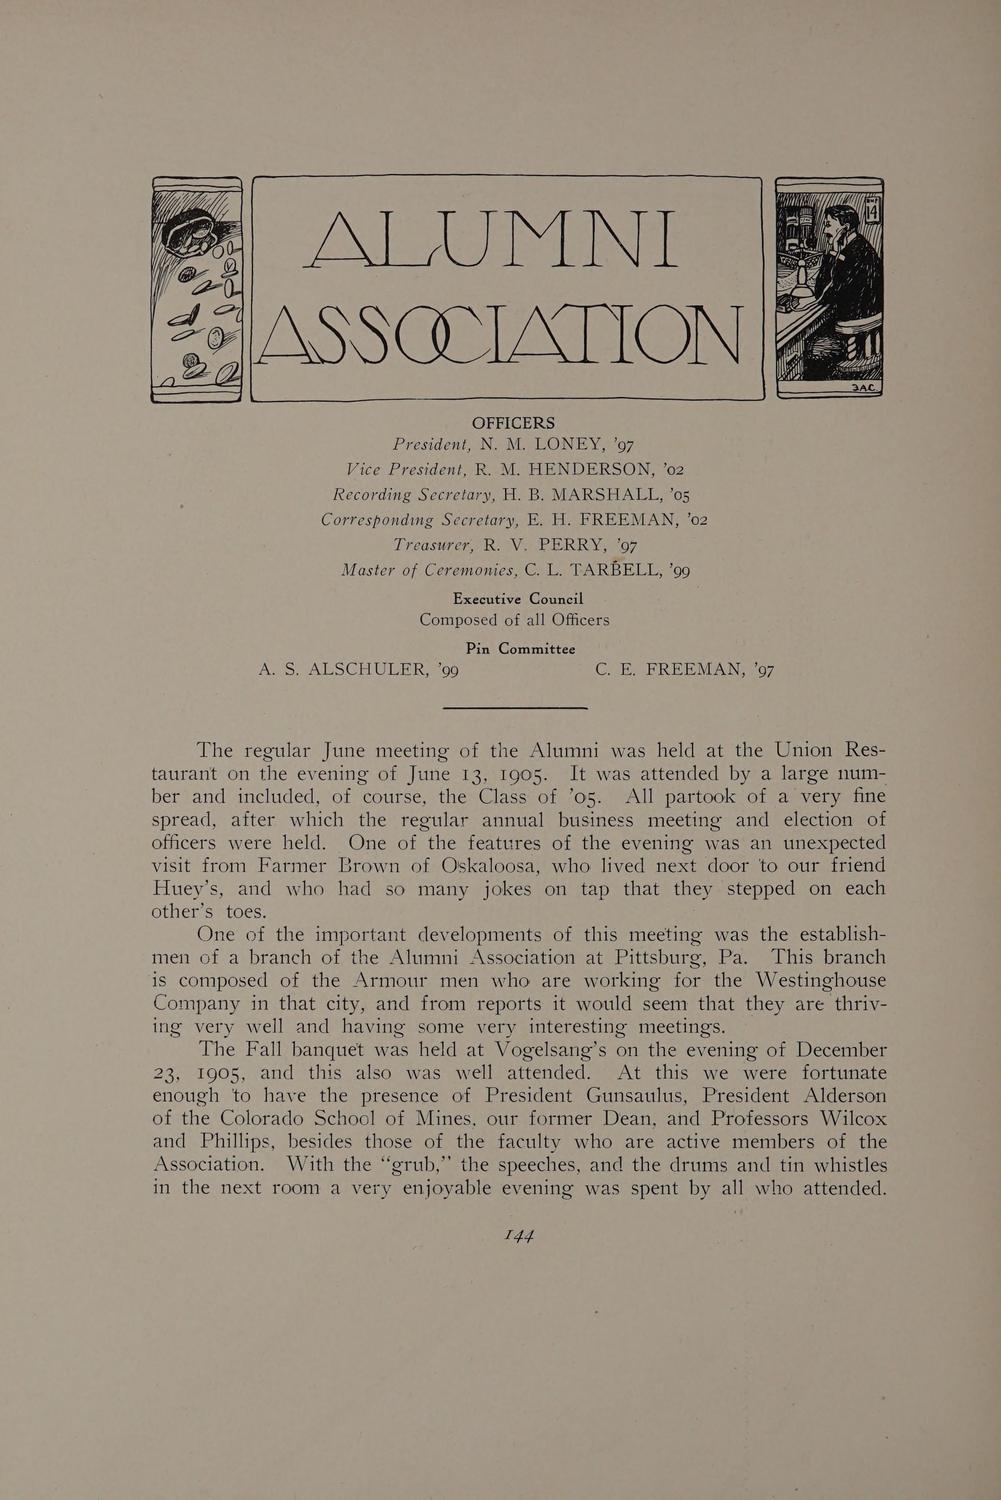 ALUMNI
ASSOCIATION
14
JAC.
OFFICERS
President, N. M. LONEY, ’97
Vice President, R. M. HENDERSON, ’02
Recording Secretary, H. B. MARSHALL, ’05
Corresponding Secretary, E. H. FREEMAN, ’02
Treasurer, R. V. PERRY, ’97
Master of Ceremonies, C. L. TARBELL, ’99
Executive Council
Composed of all Officers
Pin Committee
A. S. ALSCHULER, ’99 C. E. FREEMAN, ’97
The regular June meeting of the Alumni was held at the Union Res-
taurant on the evening of June 13, 1905. It was attended by a large num-
ber and included, of course, the Class of ’05. All partook of a very fine
spread, after which the regular annual business meeting and election of
officers were held. One of the features of the evening was an unexpected
visit from Farmer Brown of Oskaloosa, who lived next door to our friend
Huey’s, and who had so many jokes on tap that they stepped on each
other’s toes.
One of the important developments of this meeting was the establish-
men of a branch of the Alumni Association at Pittsburg, Pa. This branch
is composed of the Armour men who are working for the Westinghouse
Company in that city, and from reports it would seem that they are thriv-
ing very well and having some very interesting meetings.
The Fall banquet was held at Vogelsang’s on the evening of December
23, 1905, and this also was well attended. At this we were fortunate
enough to have the presence of President Gunsaulus, President Alderson
of the Colorado School of Mines, our former Dean, and Professors Wilcox
and Phillips, besides those of the faculty who are active members of the
Association. With the “grub,” the speeches, and the drums and tin whistles
in the next room a very enjoyable evening was spent by all who attended.
144